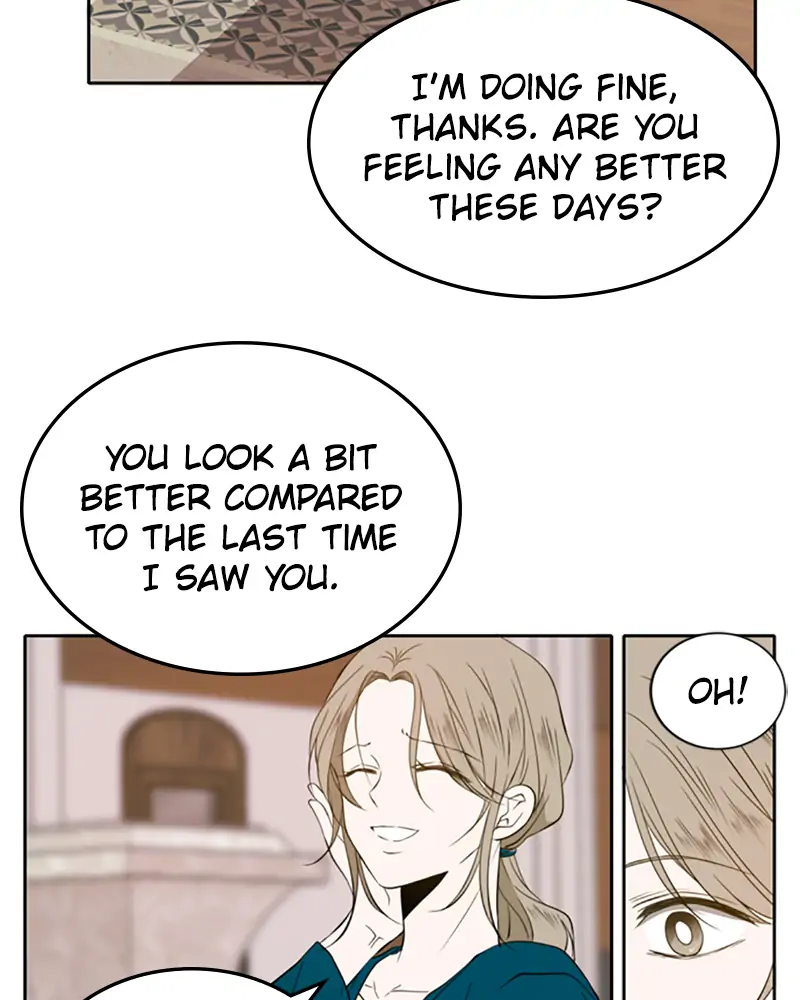 I'M DOING FINE,
THANKS. ARE YOU
FEELING ANY BETTER
THESE DAYS?
YOU LOOK A BIT
BETTER COMPARED
TO THE LAST TIME
I SAW YOU.
OH!